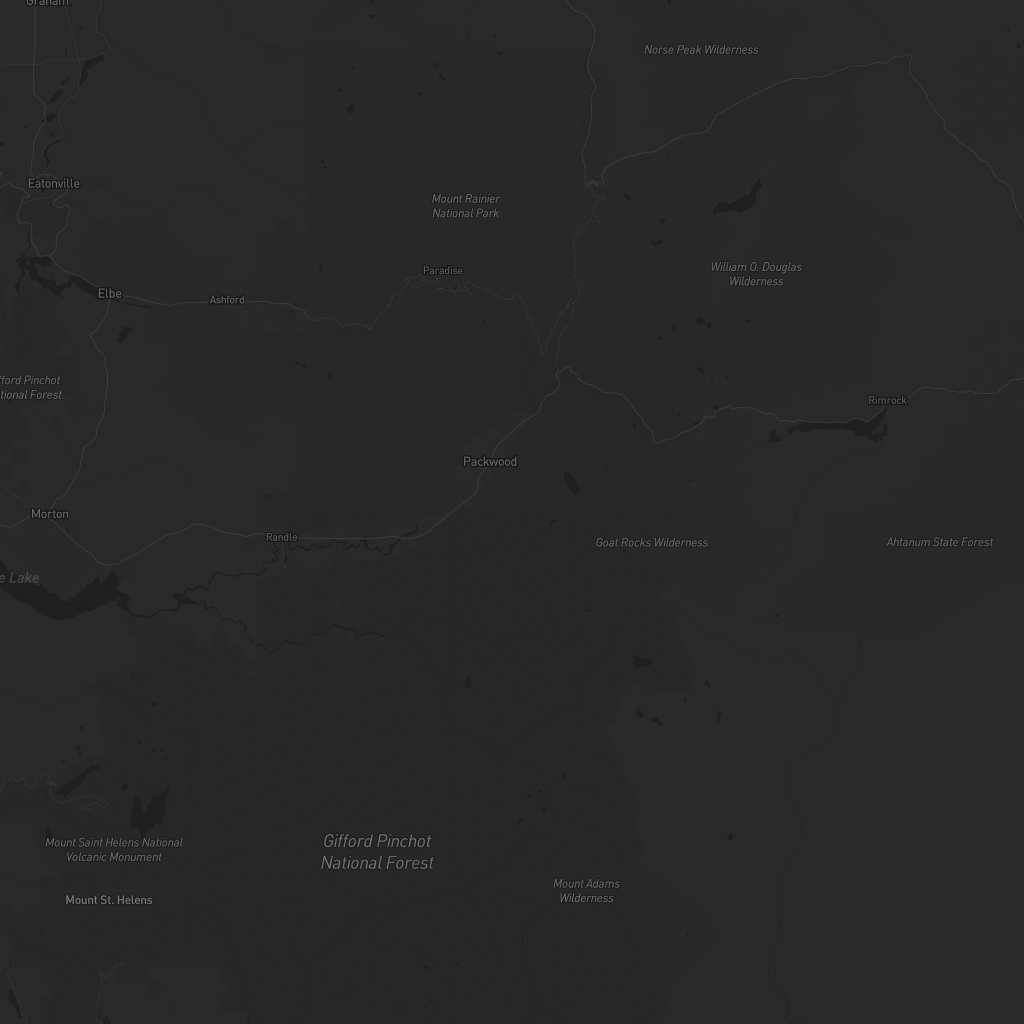 Graham
Norse Peak Wilderness
Eatonville
Mount Rainier
National Park
William O. Douglas
Wilderness
Paradise
Elbe
Ashford
fford Pinchot
tional Forest
Rimrock
Packwood
Morton
Randle
Goat Rocks Wilderness
Ahtanum State Forest
e Lake
Gifford Pinchot
National Forest
Mount Saint Helens National
Volcanic Monument
Mount Adams
Wilderness
Mount St. Helens